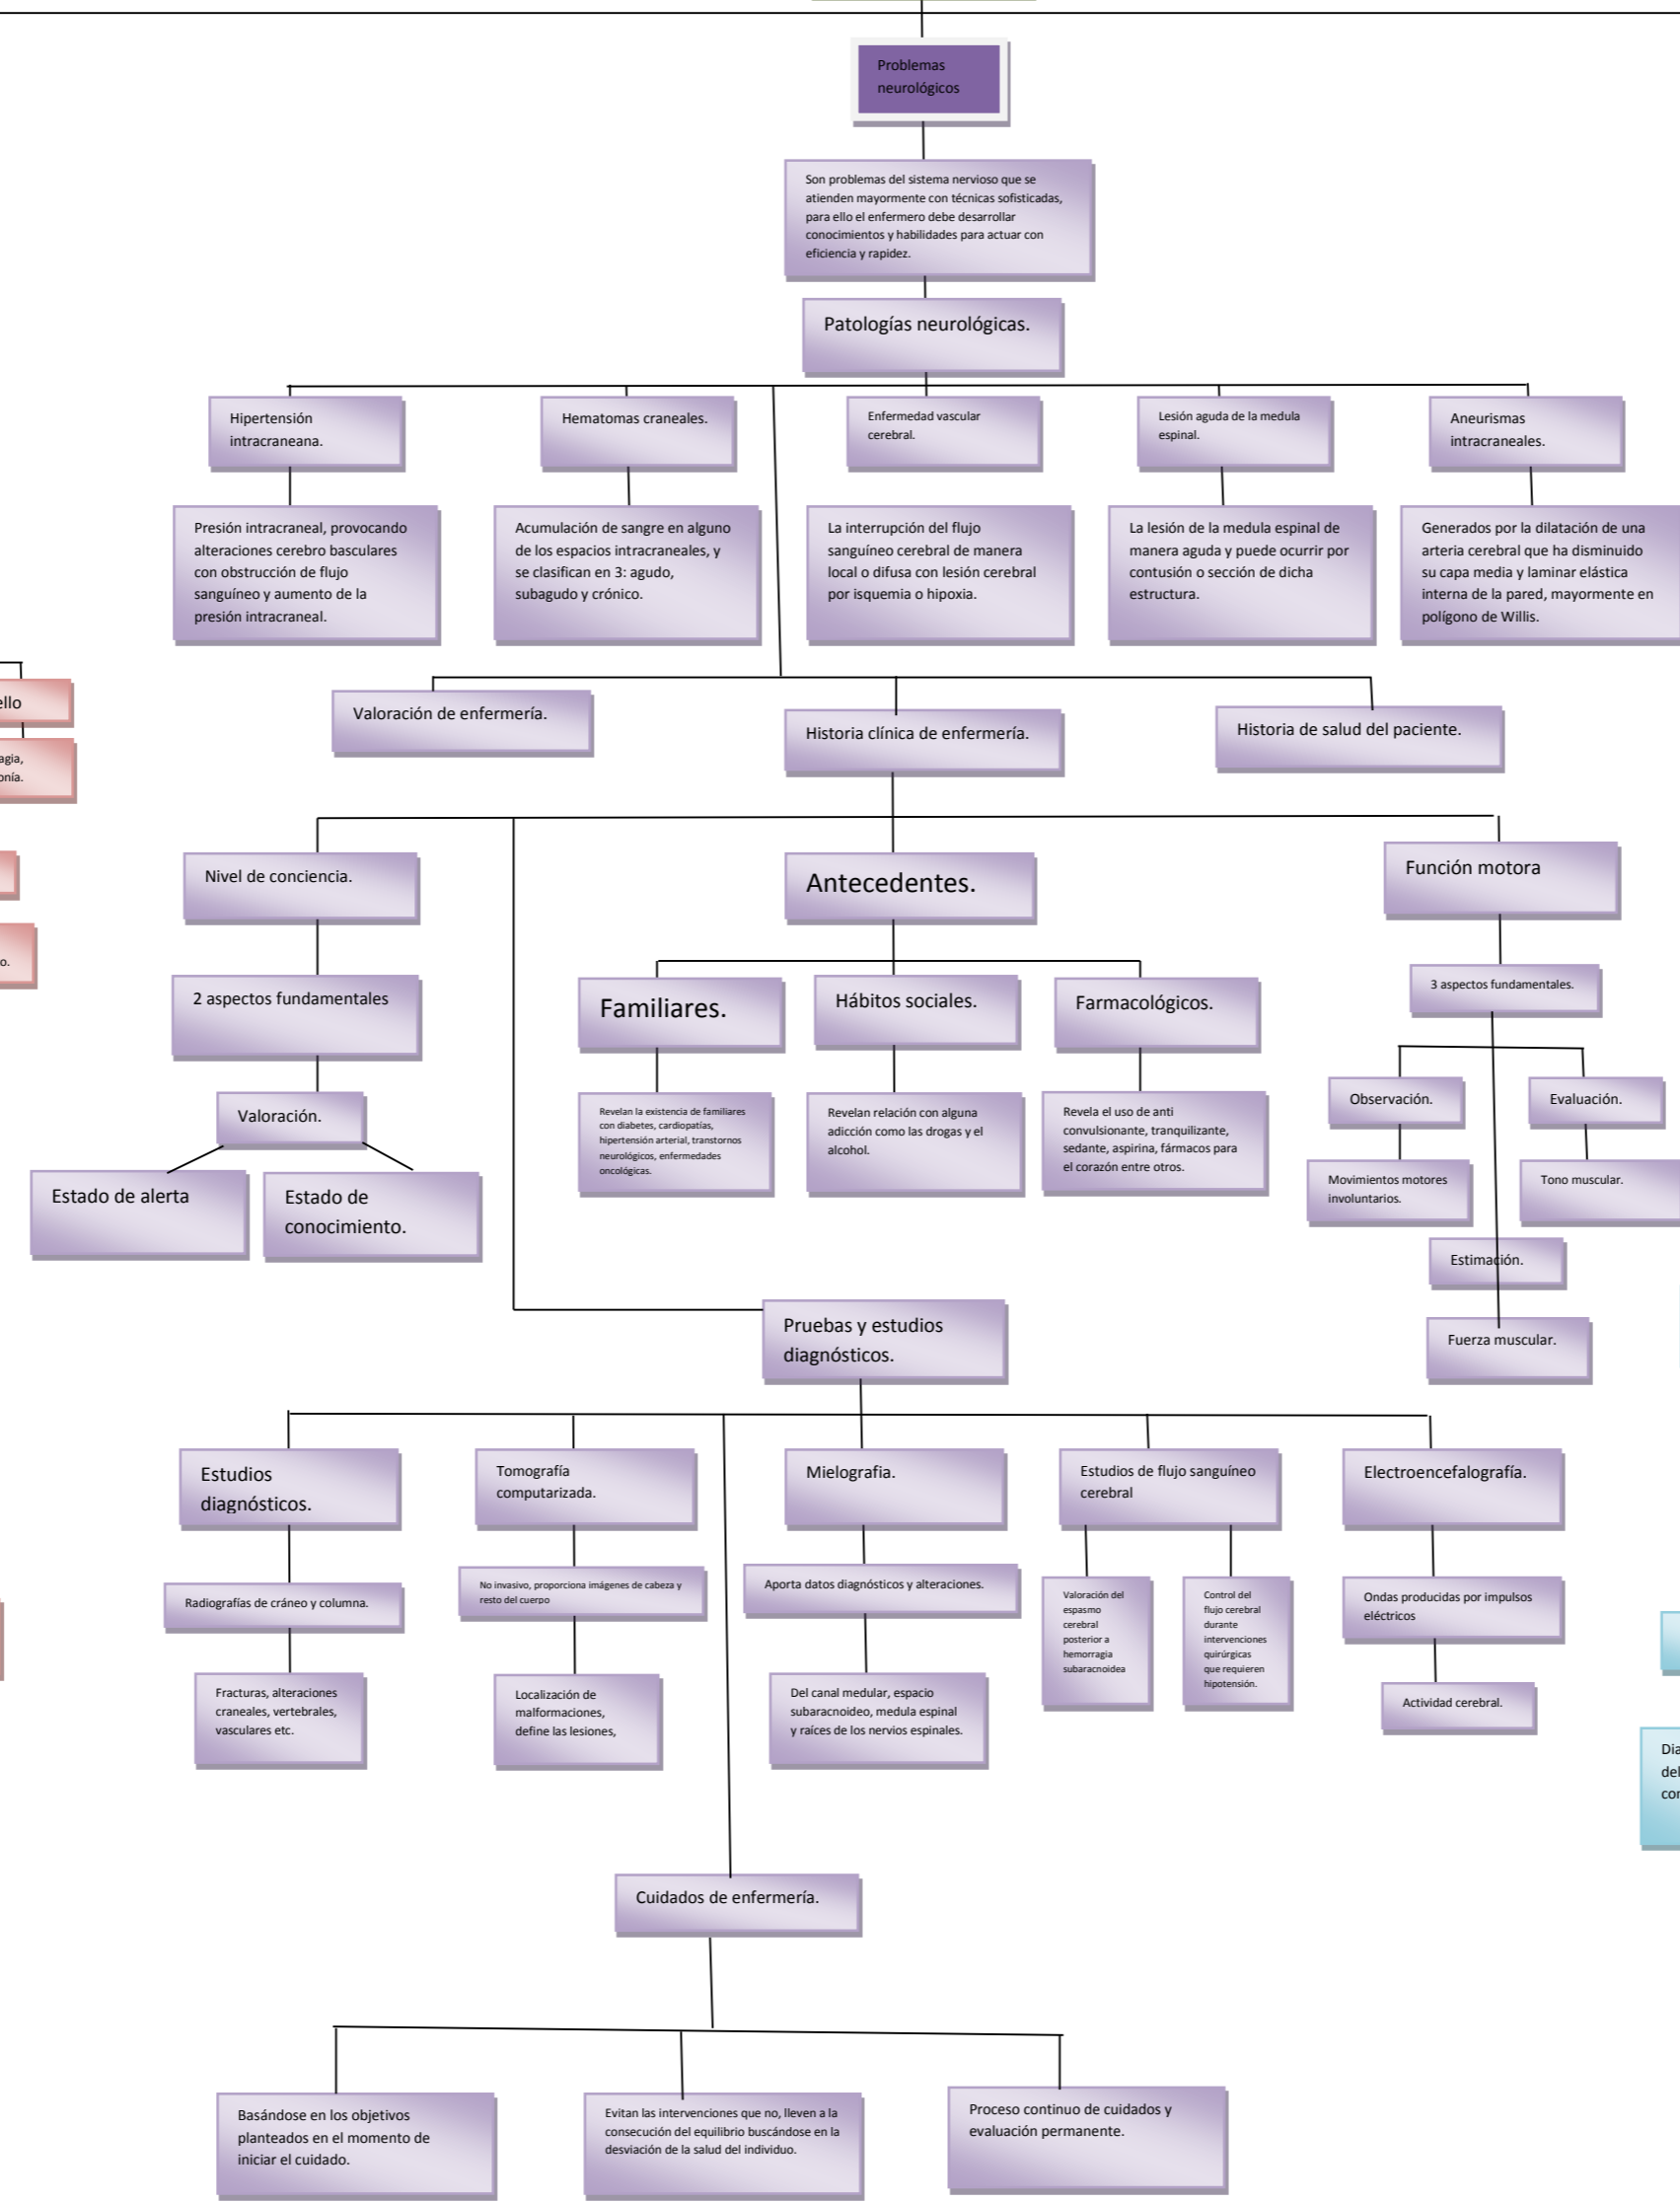 Problemas
neurológicos
Son problemas del sistema nervioso que se
atienden mayormente con técnicas sofisticadas,
para ello el enfermero debe desarrollar
conocimientos y habilidades para actuar con
eficiencia y rapidez.
Patologías neurológicas.
Hipertensión
intracraneana.
Hematomas craneales.
Enfermedad vascular
cerebral.
Lesión aguda de la medula
espinal.
Aneurismas
intracraneales.
Presión intracraneal, provocando
alteraciones cerebro basculares
con obstrucción de flujo
sanguíneo y aumento de la
presión intracraneal.
Acumulación de sangre en alguno
de los espacios intracraneales, y
se clasifican en 3: agudo,
subagudo y crónico.
La interrupción del flujo
sanguíneo cerebral de manera
local o difusa con lesión cerebral
por isquemia o hipoxia.
La lesión de la medula espinal de
manera aguda y puede ocurrir por
contusión o sección de dicha
estructura.
Generados por la dilatación de una
arteria cerebral que ha disminuido
su capa media y laminar elástica
interna de la pared, mayormente en
polígono de Willis.
ello
agia,
onía.
o.
Valoración de enfermería.
Historia clínica de enfermería.
Historia de salud del paciente.
Nivel de conciencia.
Antecedentes.
Función motora
2 aspectos fundamentales
Familiares.
Hábitos sociales.
Farmacológicos.
3 aspectos fundamentales.
Valoración.
Revelan la existencia de familiares
con diabetes, cardiopatías,
hipertensión arterial, transtornos
neurológicos, enfermedades
oncológicas.
Revelan relación con alguna
adicción como las drogas y el
alcohol.
Revela el uso de anti
convulsionante, tranquilizante,
sedante, aspirina, fármacos para
el corazón entre otros.
Observación.
Evaluación.
Estado de alerta
Estado de
conocimiento.
Movimientos motores
involuntarios.
Tono muscular.
Estimación.
Fuerza muscular.
Pruebas y estudios
diagnósticos.
Estudios
diagnósticos.
Tomografía
computarizada.
Mielografia.
Estudios de flujo sanguíneo
cerebral
Electroencefalografía.
Radiografías de cráneo y columna.
No invasivo, proporciona imágenes de cabeza y
resto del cuerpo
Aporta datos diagnósticos y alteraciones.
Valoración del
espasmo
cerebral
posterior a
hemorragia
subaracnoidea
Control del
flujo cerebral
durante
intervenciones
quirúrgicas
que requieren
hipotensión.
Ondas producidas por impulsos
eléctricos
Fracturas, alteraciones
craneales, vertebrales,
vasculares etc.
Localización de
malformaciones,
define las lesiones,
Del canal medular, espacio
subaracnoideo, medula espinal
y raíces de los nervios espinales.
Actividad cerebral.
Dia
del
con
Cuidados de enfermería.
Basándose en los objetivos
planteados en el momento de
iniciar el cuidado.
Evitan las intervenciones que no, lleven a la
consecución del equilibrio buscándose en la
desviación de la salud del individuo.
Proceso continuo de cuidados y
evaluación permanente.